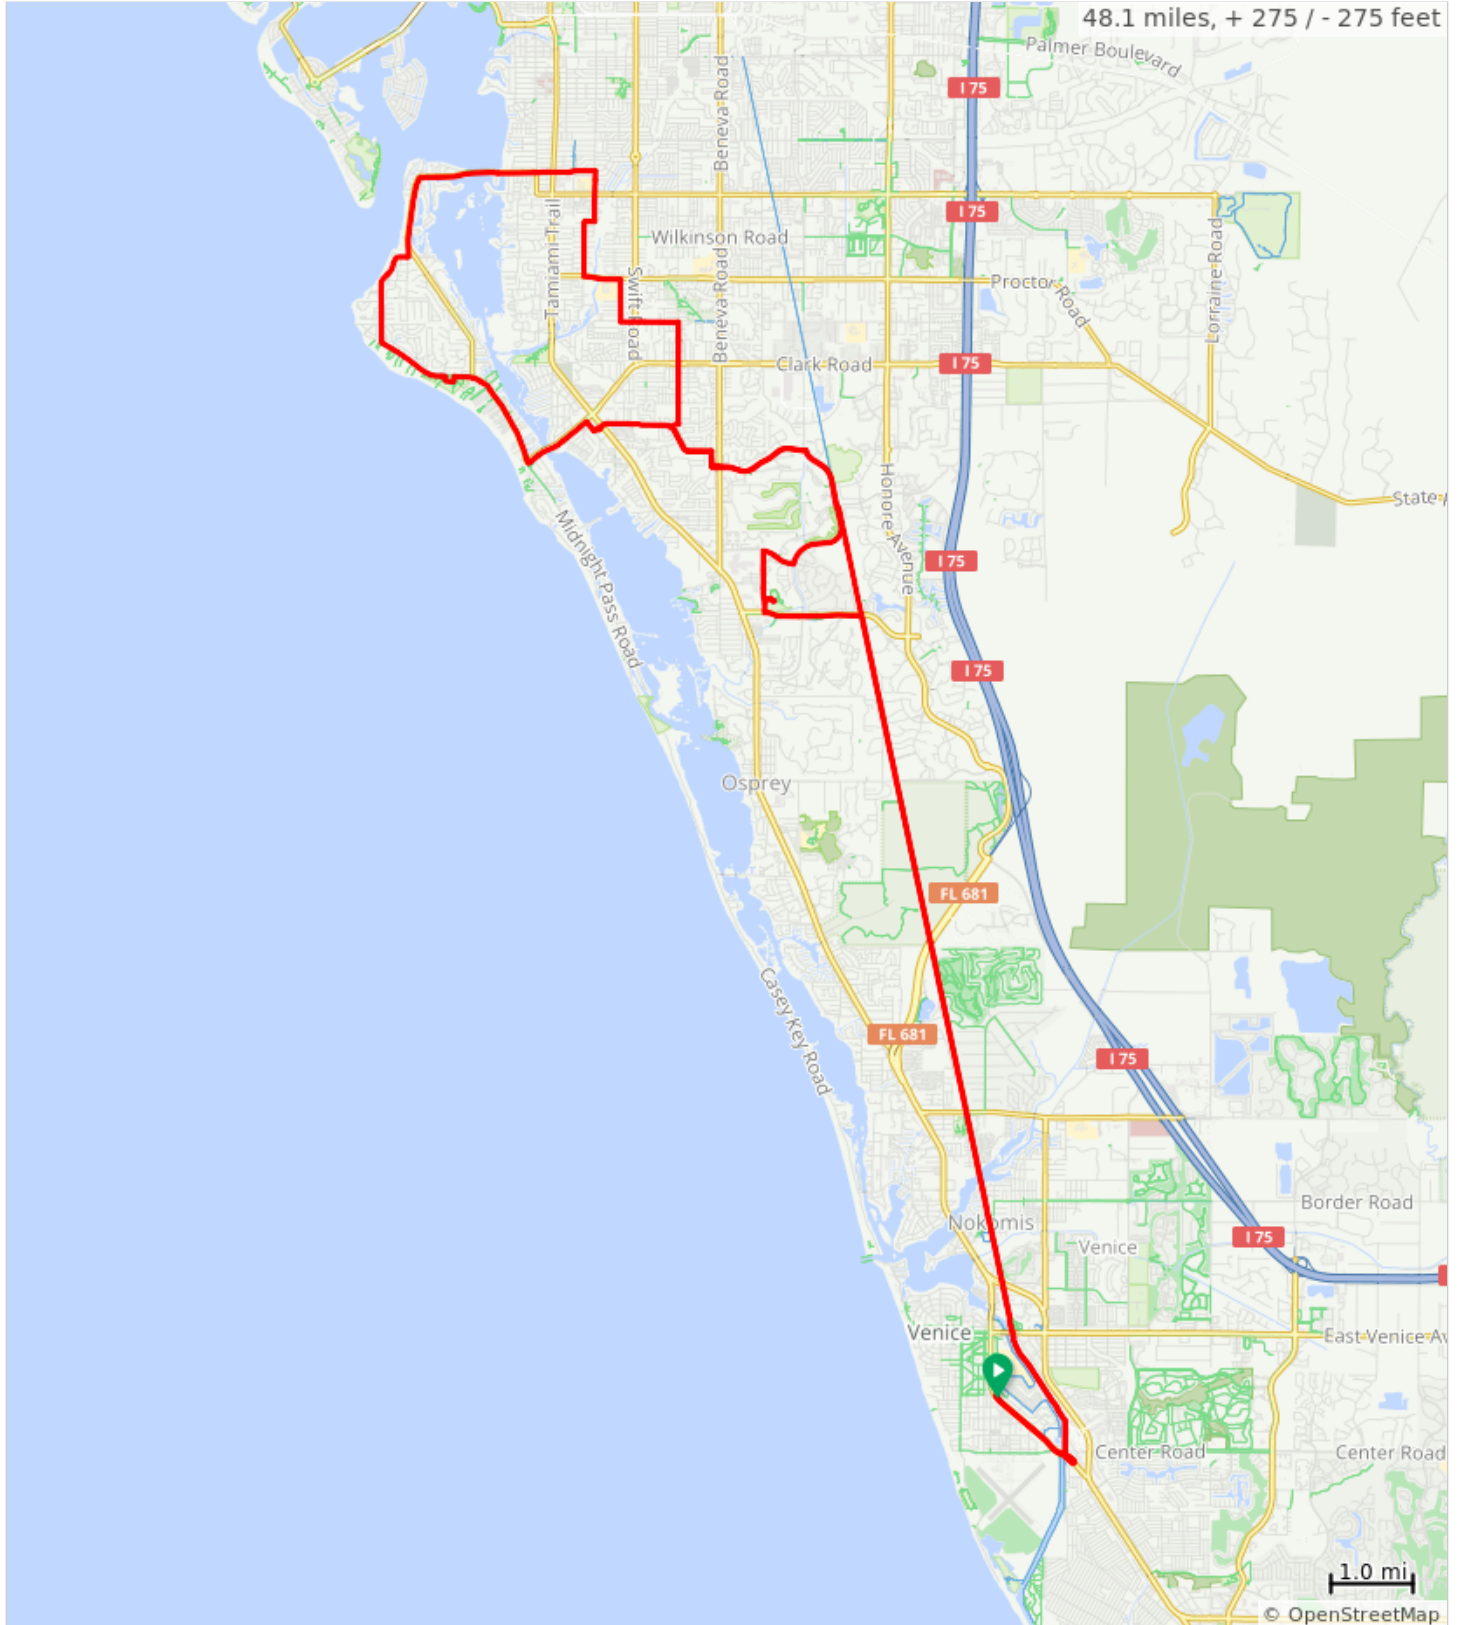 48.1 miles, + 275 / - 275 feet
Palmer Boulevard
I 75
Beneva Road
I 75
Tamiami Trail
Wilkinson Road
Lorraine Road
Swift Road
Beneva Road
Proctor Road
Clark Road
I 75
Honore Avenue
State
Midnight Pass Road
I 75
I 75
Osprey
FL 681
Casey Key Road
FL 681
I 75
Nokomis
Border Road
Venice
I 75
Venice
East Venice Av
Center Road
Center Road
1.0 mi
© OpenStreetMap